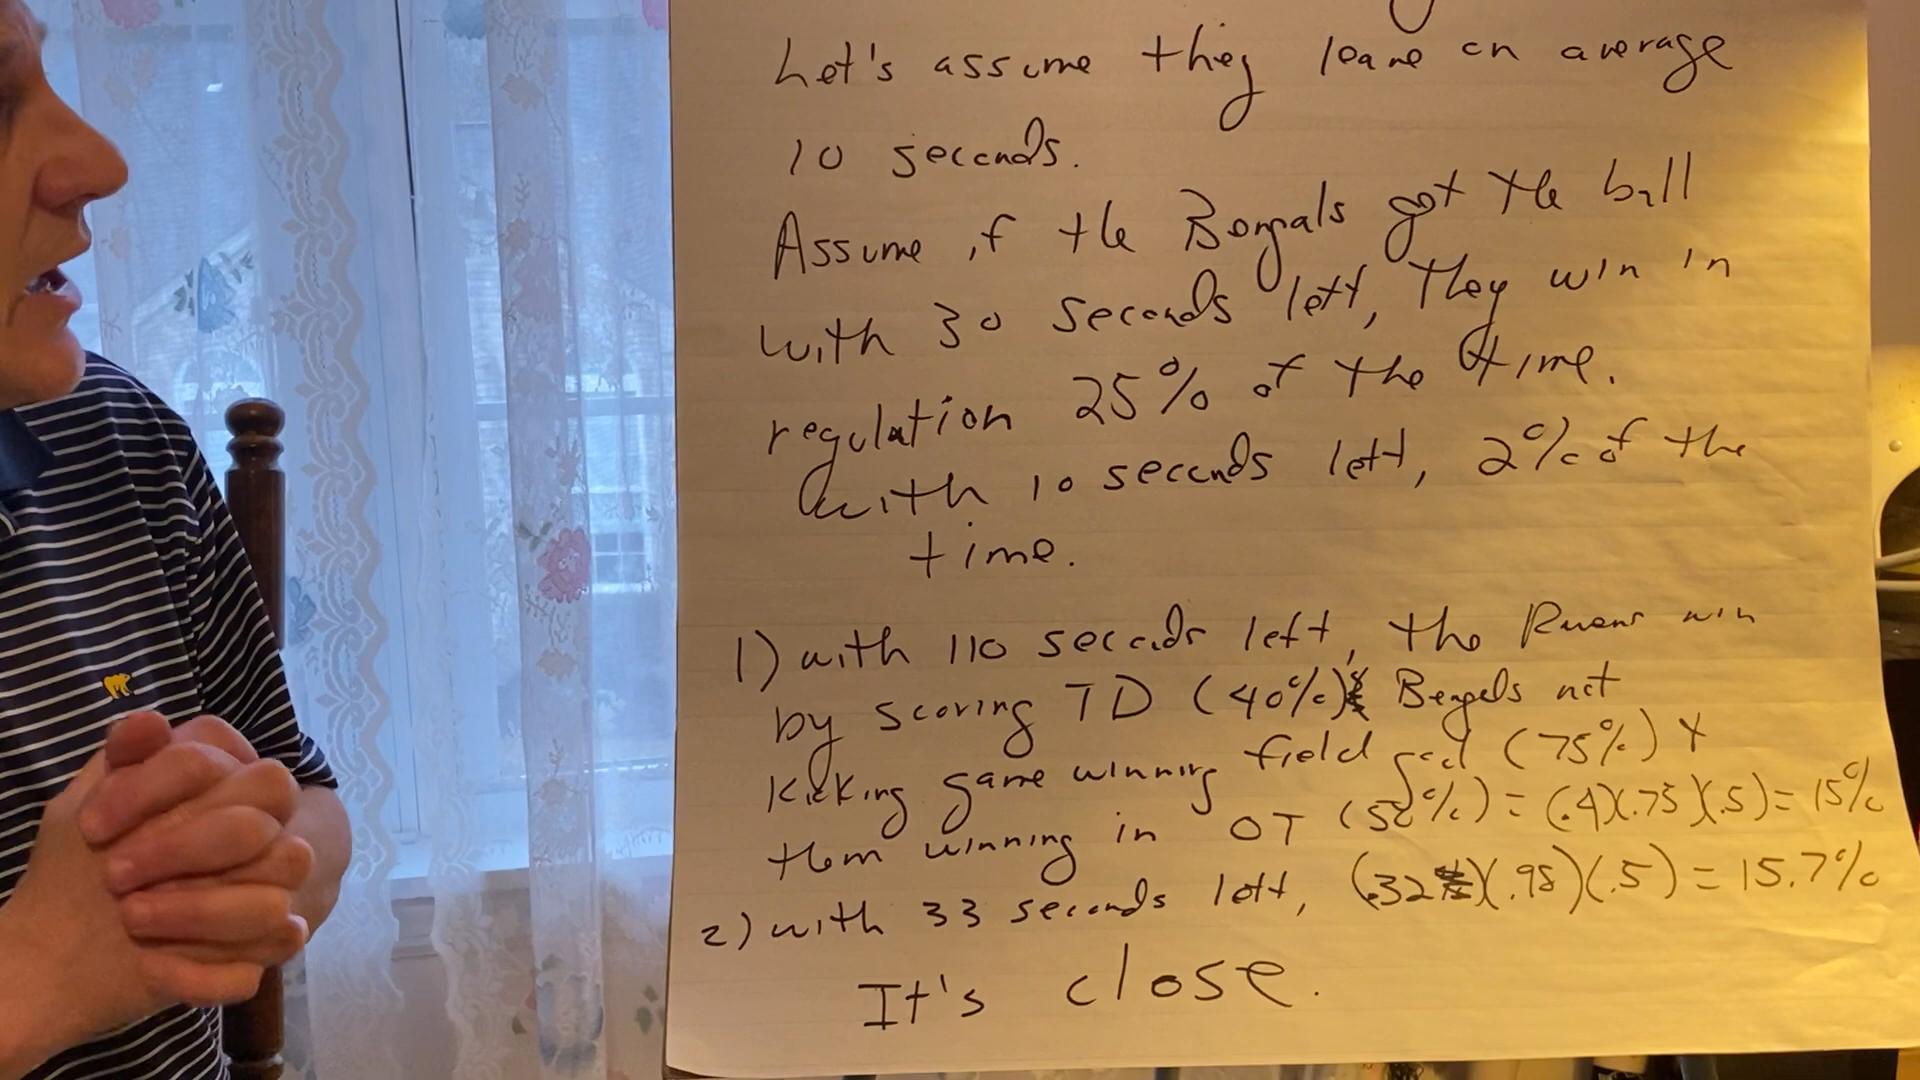 Let's assume they leave on average
10 seconds.
Assume if the Bengals got the ball
with 30 seconds left, they win in
regulation 25% of the time.
with 10 seconds left, 2% of the
time.
1) with 110 seconds left, the Ravens win
by scoring TD (40%) Bengals not
kicking game winning field goal (75%) x
them winning in OT (50%) = (.4)(.75)(.5) = 15%
2) with 33 seconds left, (.32)(.98)(.5) = 15.7%
It's close.